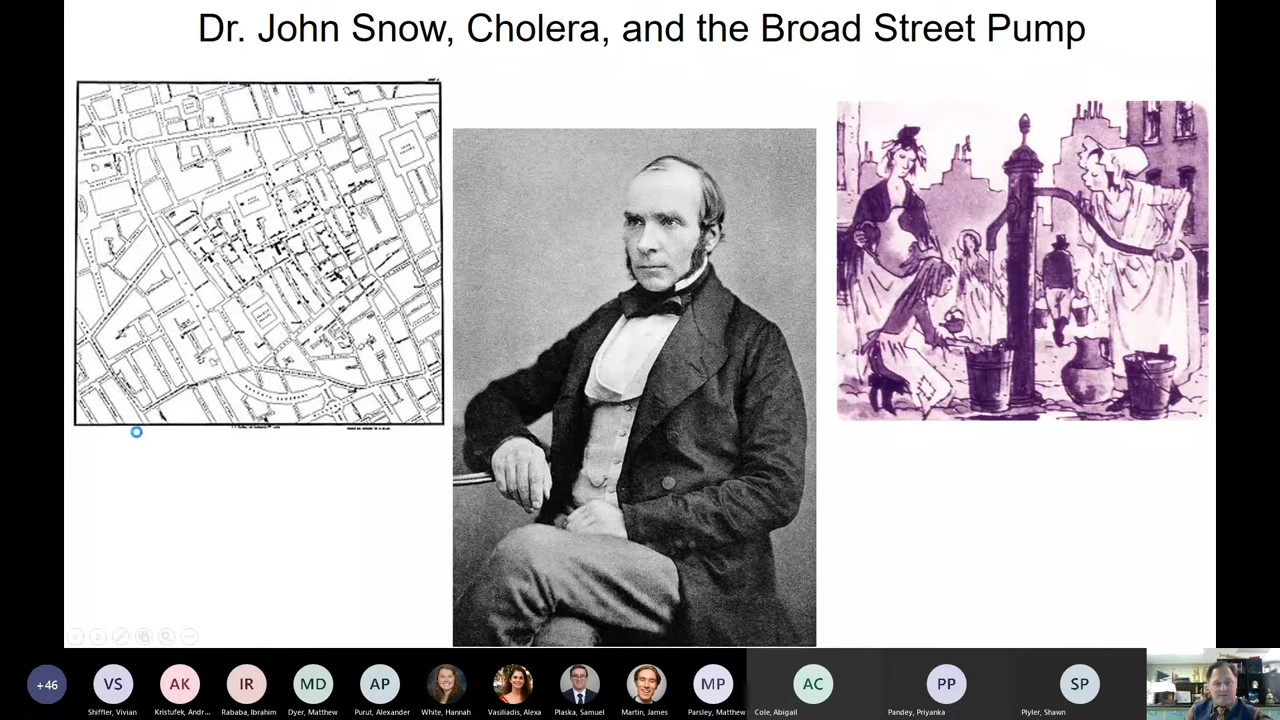 Dr. John Snow, Cholera, and the Broad Street Pump
+46
VS
AK
IR
MD
AP
MP
AC
PP
SP
Shiffler, Vivian
Kristufek, Andr...
Rababa, Ibrahim
Dyer, Matthew
Purut, Alexander
White, Hannah
Vasiliadis, Alexa
Plaska, Samuel
Martin, James
Parsley, Matthew
Cole, Abigail
Pandey, Priyanka
Plyler, Shawn